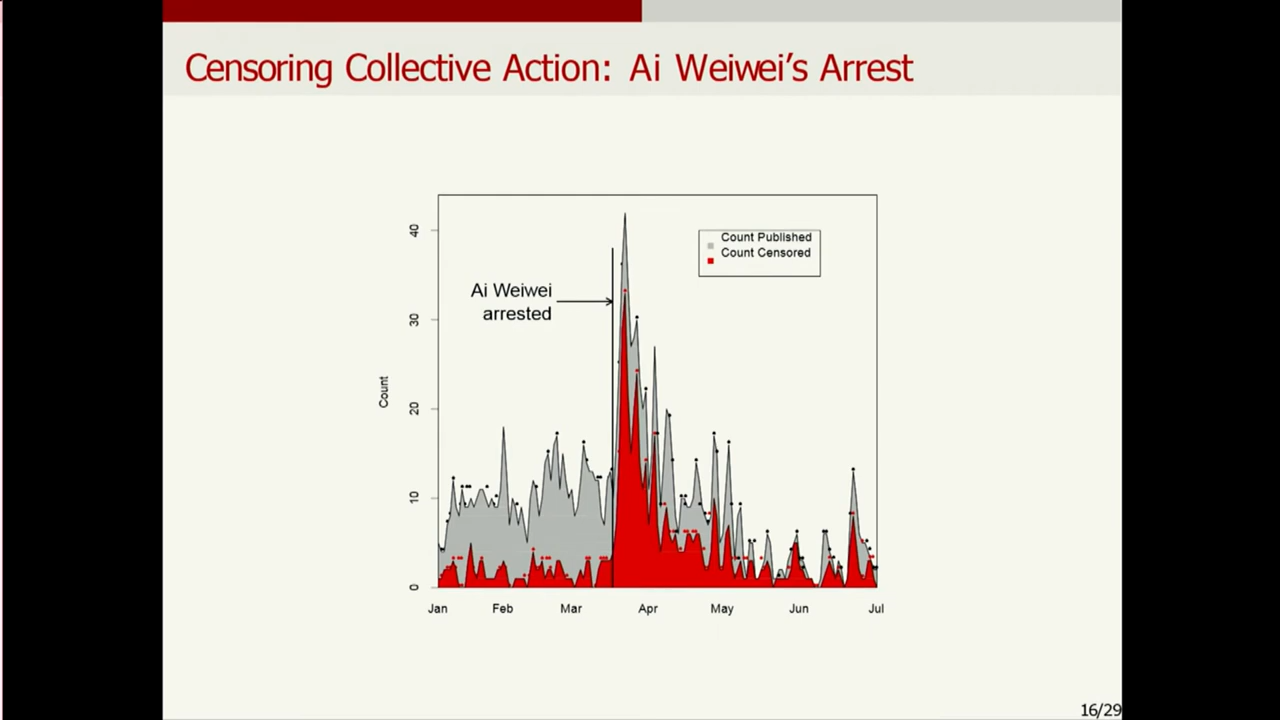 Censoring Collective Action: Ai Weiwei's Arrest
Count Published
Count Censored
Ai Weiwei
arrested
Count
40
30
20
10
0
Jan Feb Mar Apr May Jun Jul
16/29